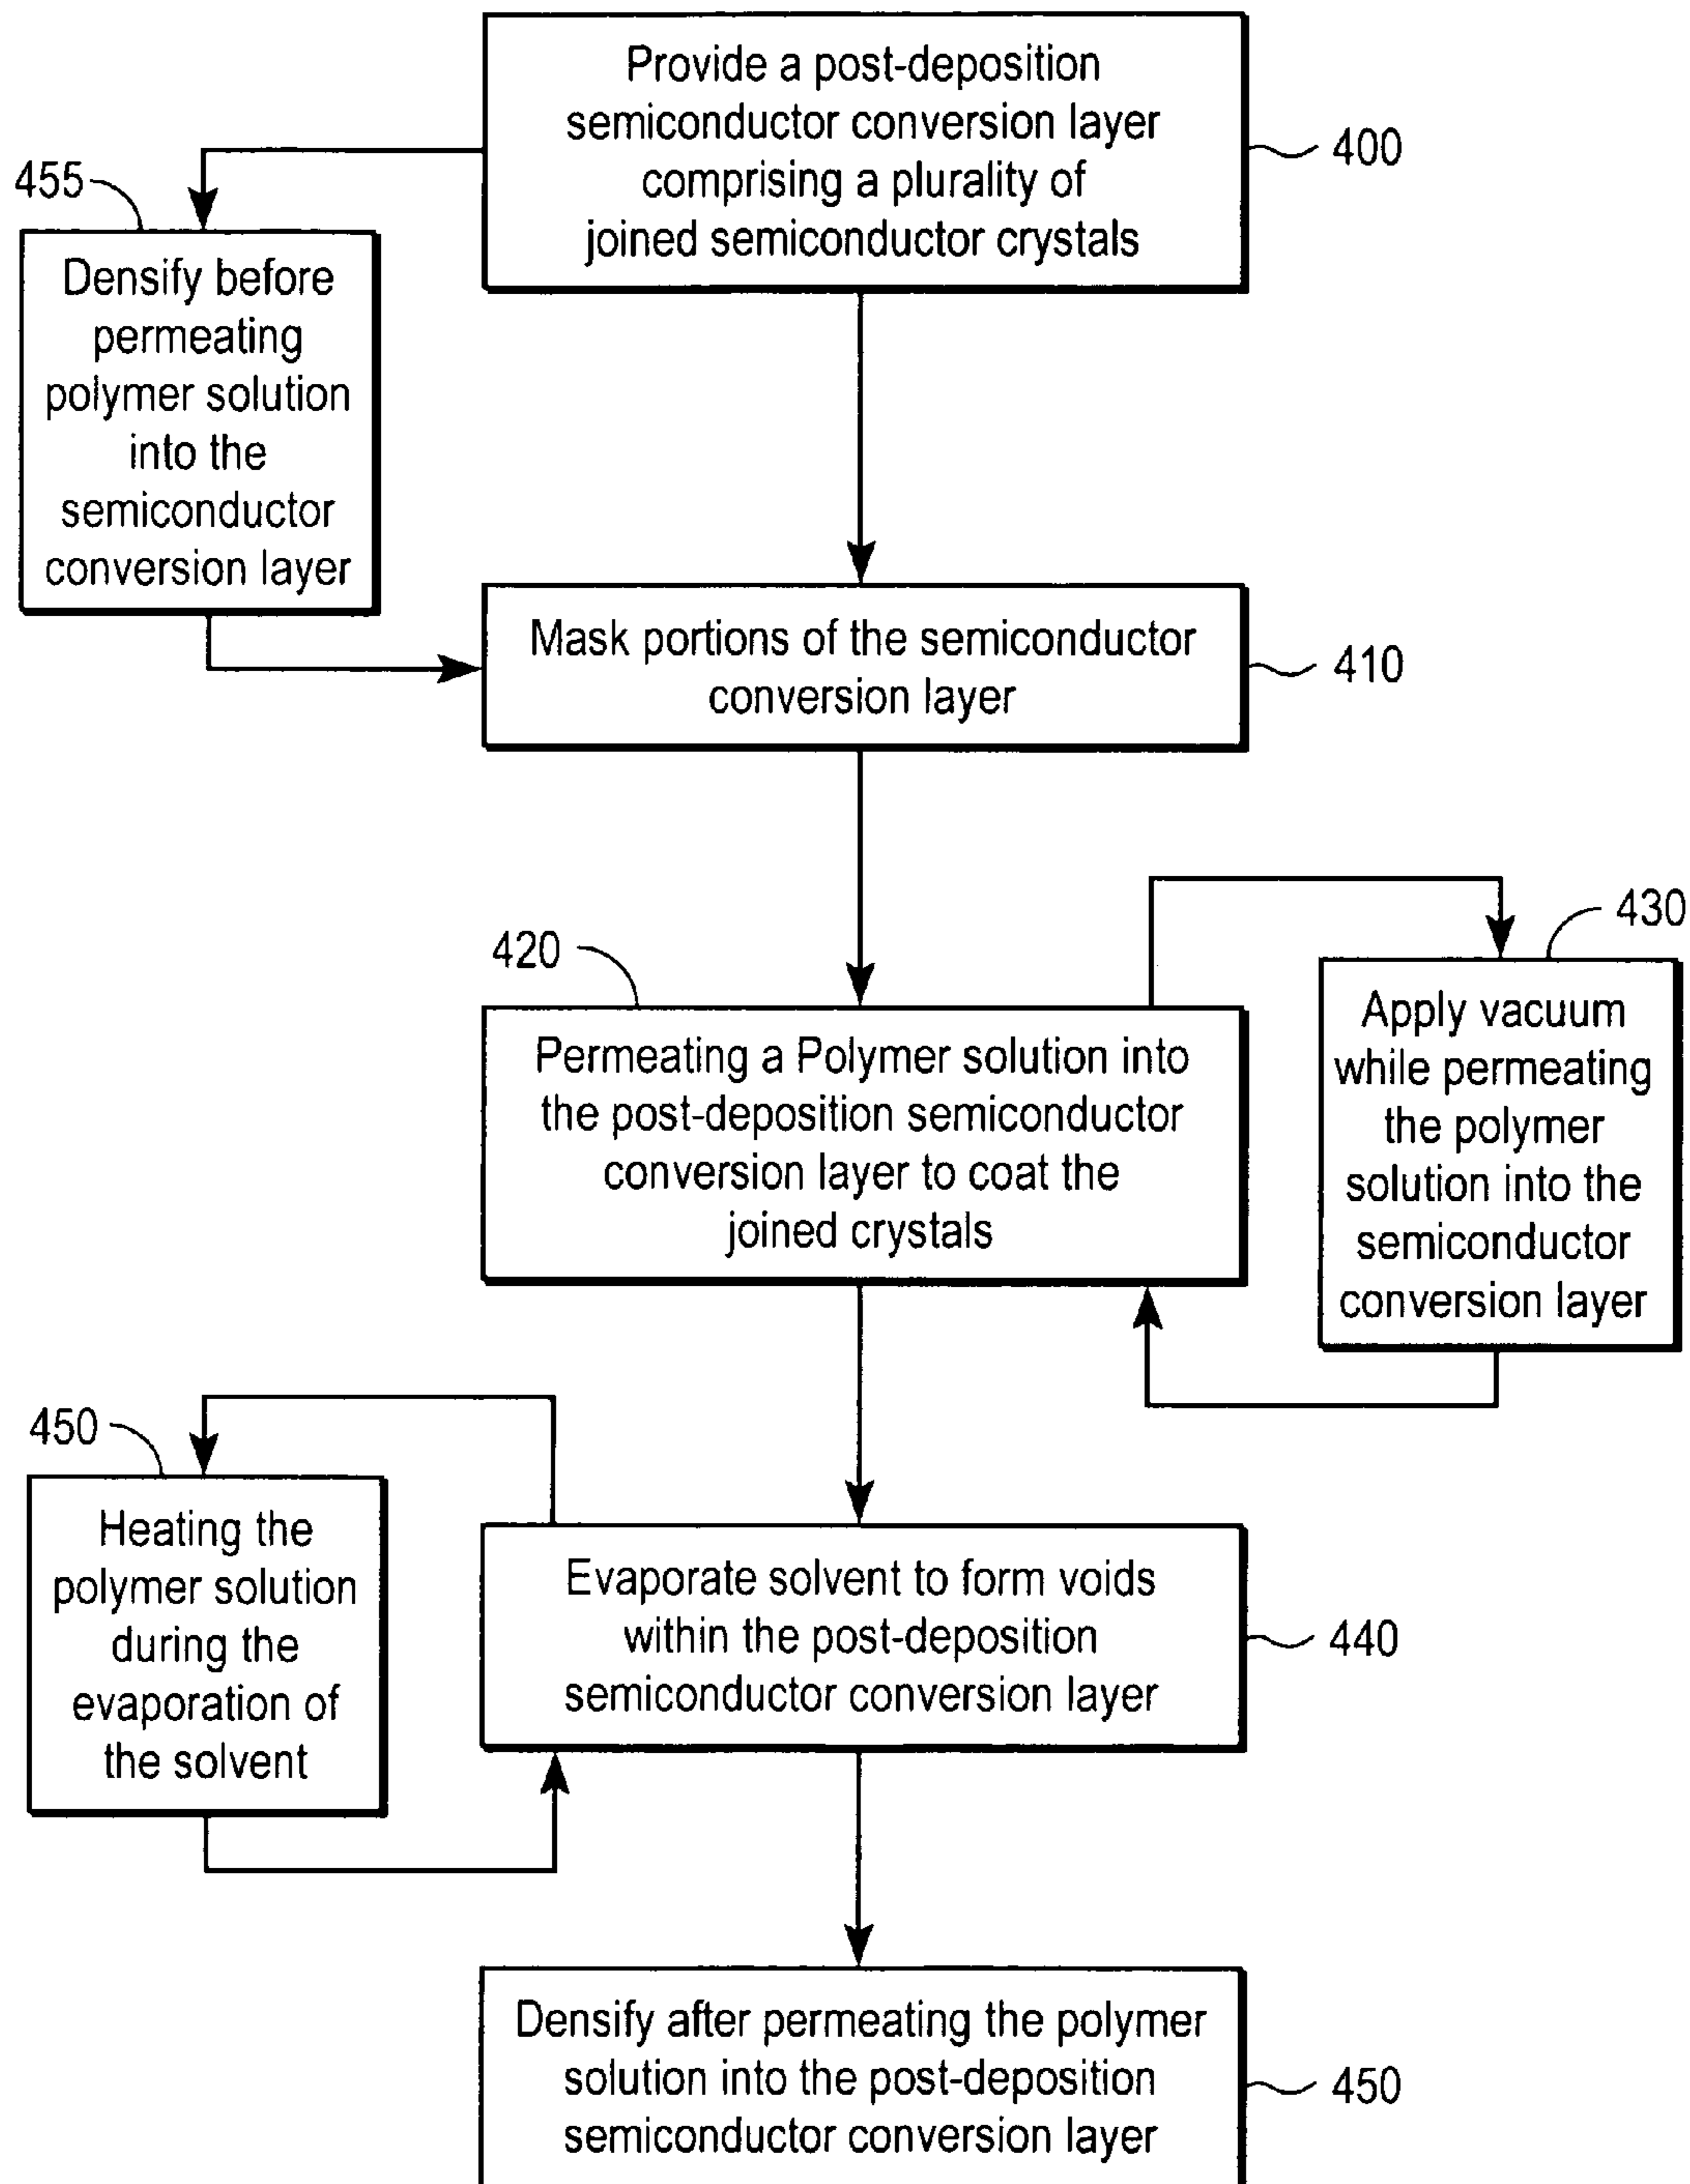 Provide a post-deposition
semiconductor conversion layer
comprising a plurality of
joined semiconductor crystals
400
455
Densify before
permeating
polymer solution
into the
semiconductor
conversion layer
Mask portions of the semiconductor
conversion layer
410
420
Permeating a Polymer solution into
the post-deposition semiconductor
conversion layer to coat the
joined crystals
430
Apply vacuum
while permeating
the polymer
solution into the
semiconductor
conversion layer
450
Heating the
polymer solution
during the
evaporation of
the solvent
Evaporate solvent to form voids
within the post-deposition
semiconductor conversion layer
440
Densify after permeating the polymer
solution into the post-deposition
semiconductor conversion layer
450